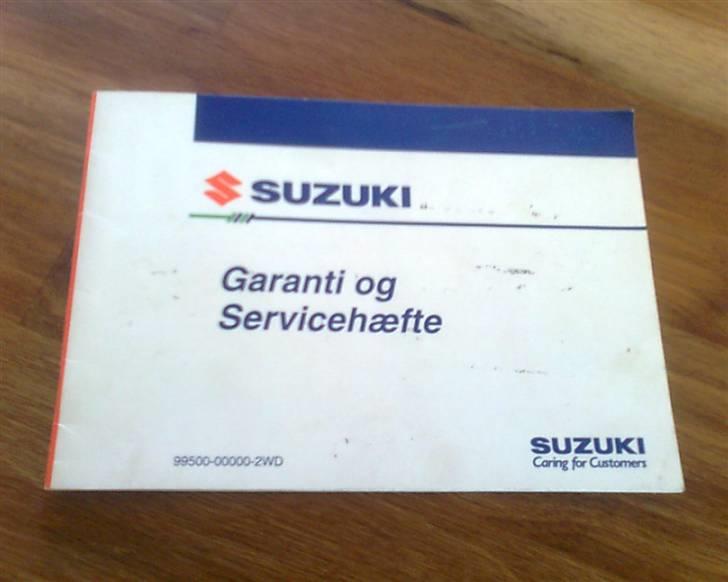 SUZUKI
Garanti og
Servicehæfte
99500-00000-2WD
SUZUKI
Caring for Customers